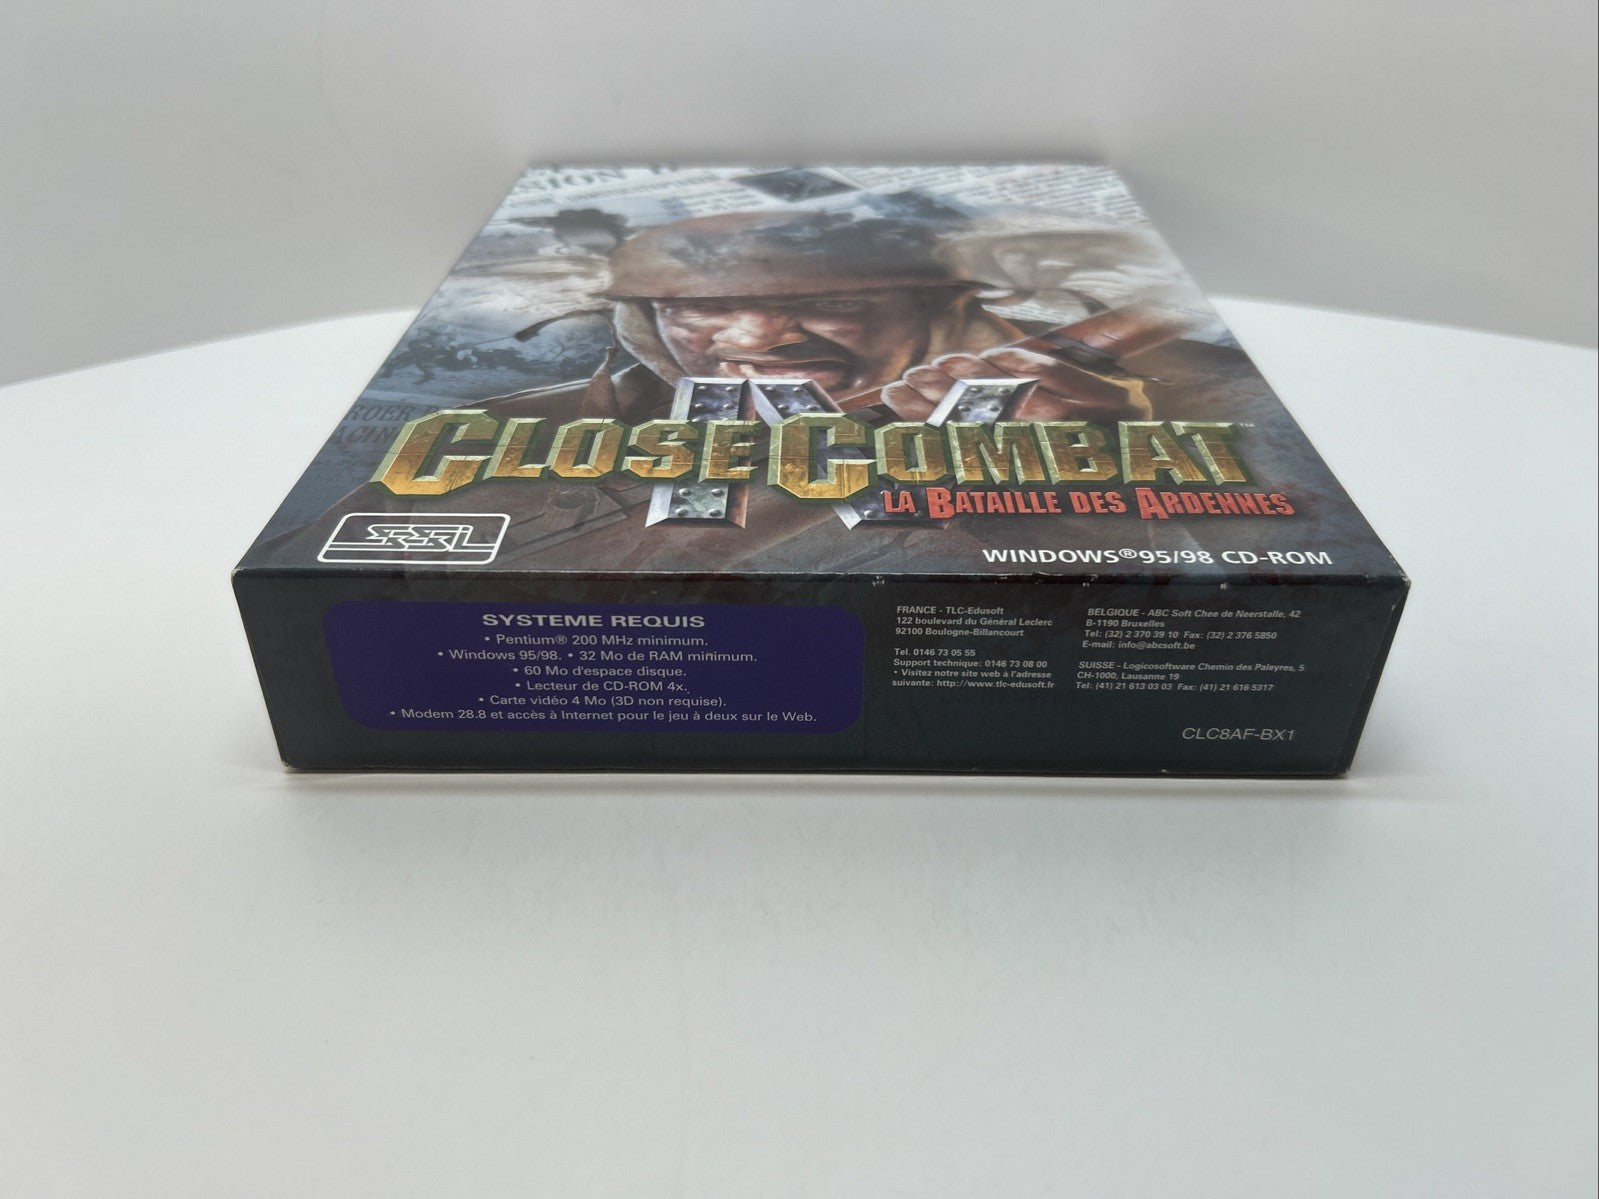 NION
ROER
ACIN
IV
CLOSE COMBAT™
LA BATAILLE DES ARDENNES
SSI
WINDOWS® 95/98 CD-ROM
SYSTEME REQUIS
• Pentium® 200 MHz minimum.
• Windows 95/98. • 32 Mo de RAM minimum.
• 60 Mo d'espace disque.
• Lecteur de CD-ROM 4x.
• Carte vidéo 4 Mo (3D non requise).
• Modem 28.8 et accès à Internet pour le jeu à deux sur le Web.
FRANCE - TLC-Edusoft
122 boulevard du Général Leclerc
92100 Boulogne-Billancourt
Tel. 0146 73 05 55
Support technique: 0146 73 08 00
• Visitez notre site web à l'adresse
suivante: http://www.tlc-edusoft.fr
BELGIQUE - ABC Soft Chee de Neerstalle, 42
B-1190 Bruxelles
Tel: (32) 2 370 39 10 Fax: (32) 2 376 5850
E-mail: info@abcsoft.be
SUISSE - Logicosoftware Chemin des Paleyres, 5
CH-1000, Lausanne 19
Tel: (41) 21 613 03 03 Fax: (41) 21 616 5317
CLC8AF-BX1